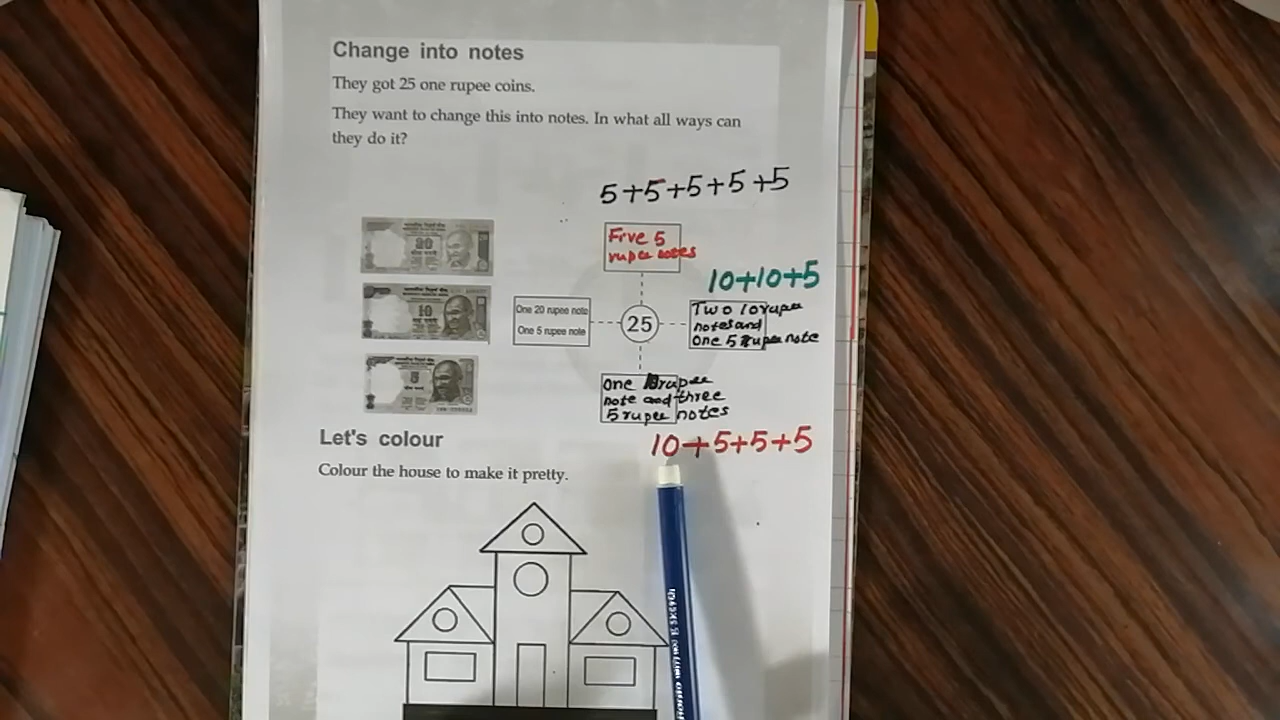 Change into notes
They got 25 one rupee coins.
They want to change this into notes. In what all ways can
they do it?
5+5+5+5+5
Five 5
rupee notes
20
10
5
10+10+5
One 20 rupee note
One 5 rupee note
25
Two 10 rupee
notes and
One 5 rupee note
One 10 rupee
note and three
5 rupee notes
10+5+5+5
Let's colour
Colour the house to make it pretty.